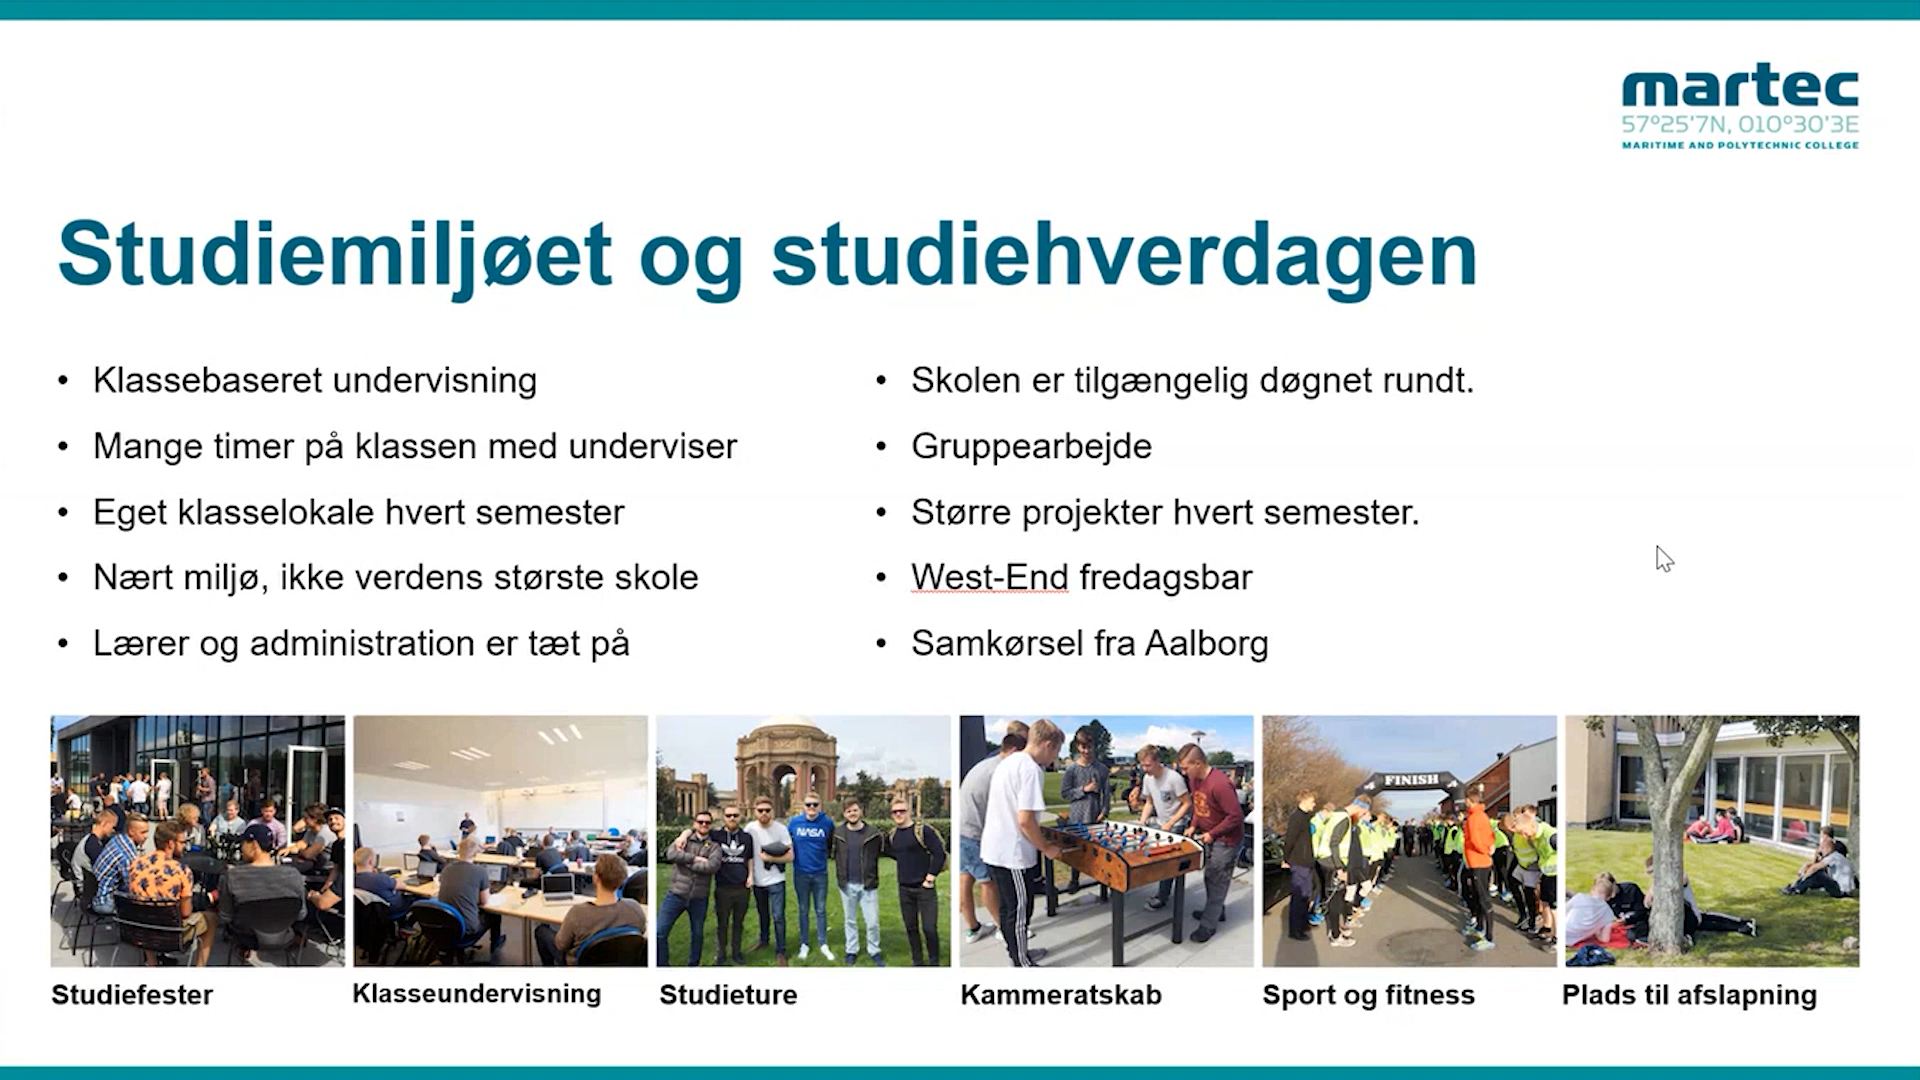 martec
57°25'7N, 010°30'3E
MARITIME AND POLYTECHNIC COLLEGE
Studiemiljøet og studiehverdagen
• Klassebaseret undervisning
• Mange timer på klassen med underviser
• Eget klasselokale hvert semester
• Nært miljø, ikke verdens største skole
• Lærer og administration er tæt på
• Skolen er tilgængelig døgnet rundt.
• Gruppearbejde
• Større projekter hvert semester.
• West-End fredagsbar
• Samkørsel fra Aalborg
adidas
NASA
FINISH
Studiefester
Klasseundervisning
Studieture
Kammeratskab
Sport og fitness
Plads til afslapning